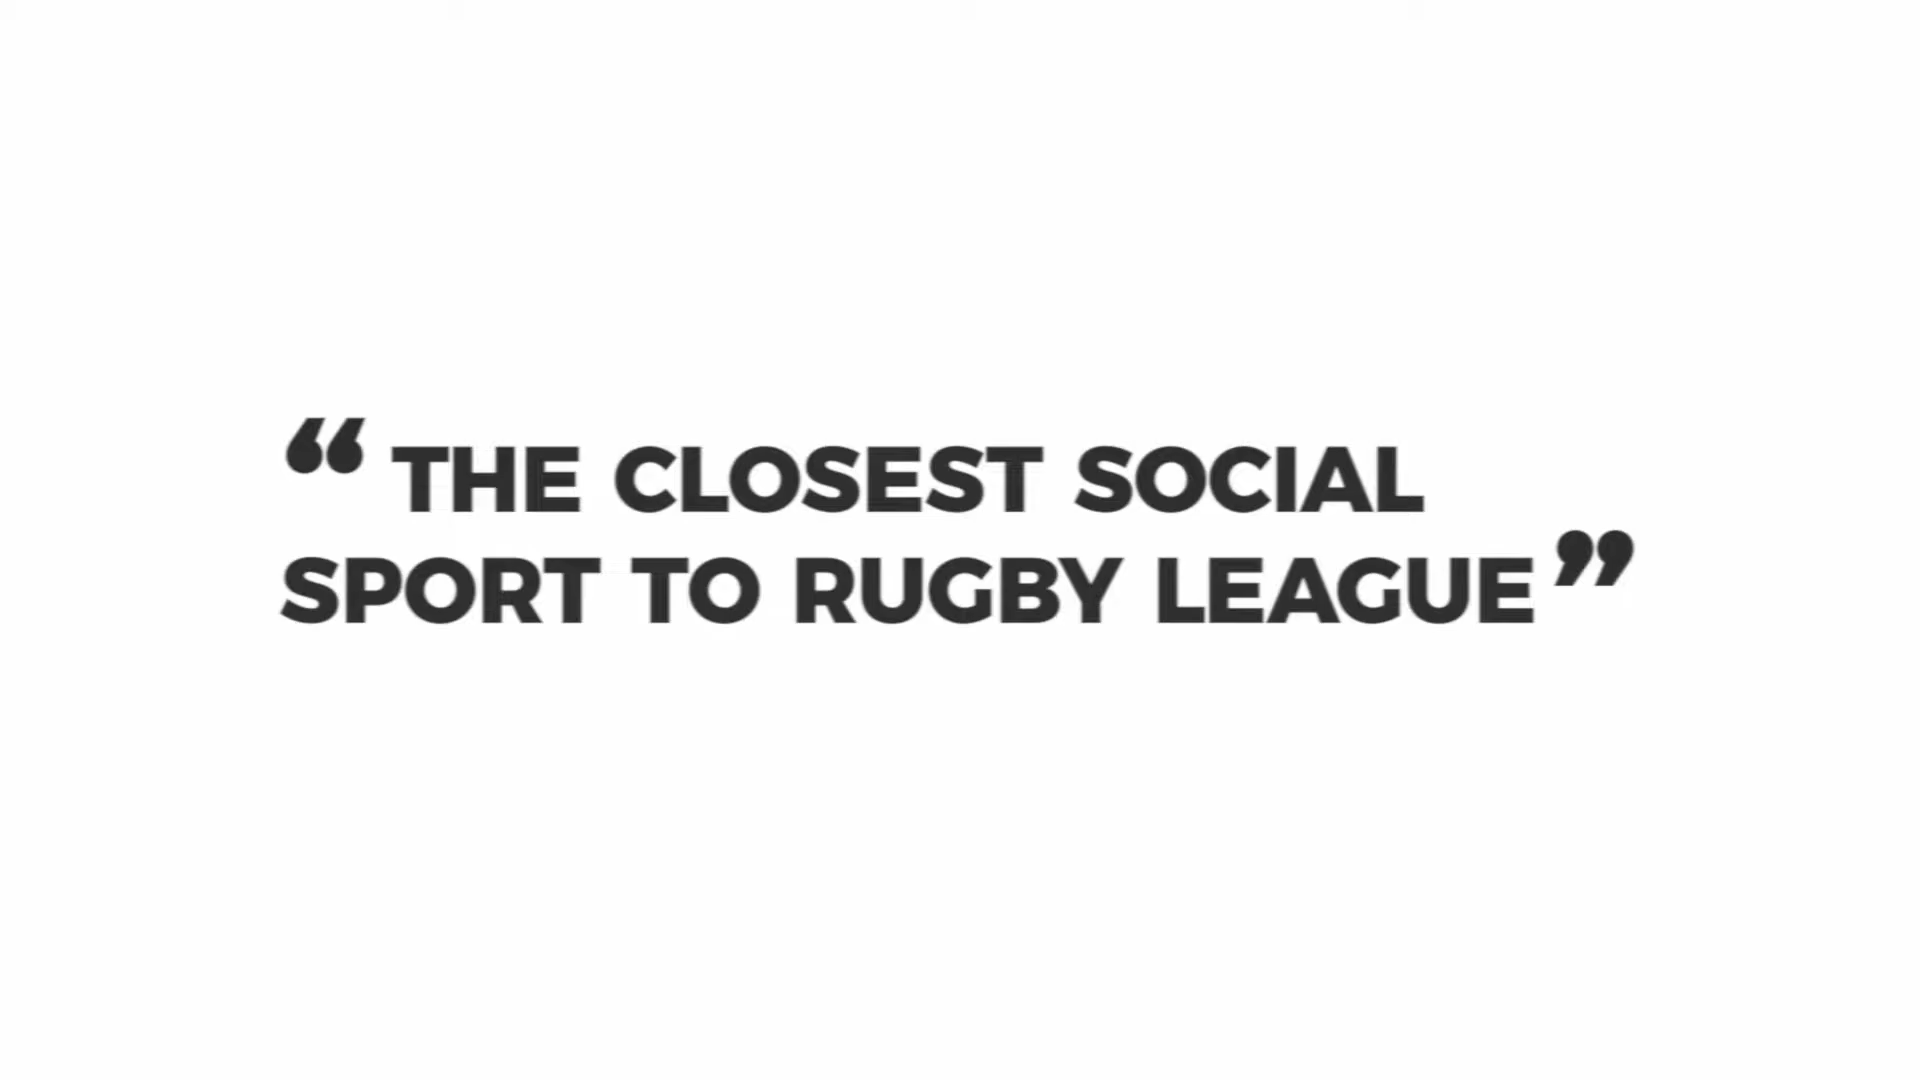 “ THE CLOSEST SOCIAL
SPORT TO RUGBY LEAGUE ”